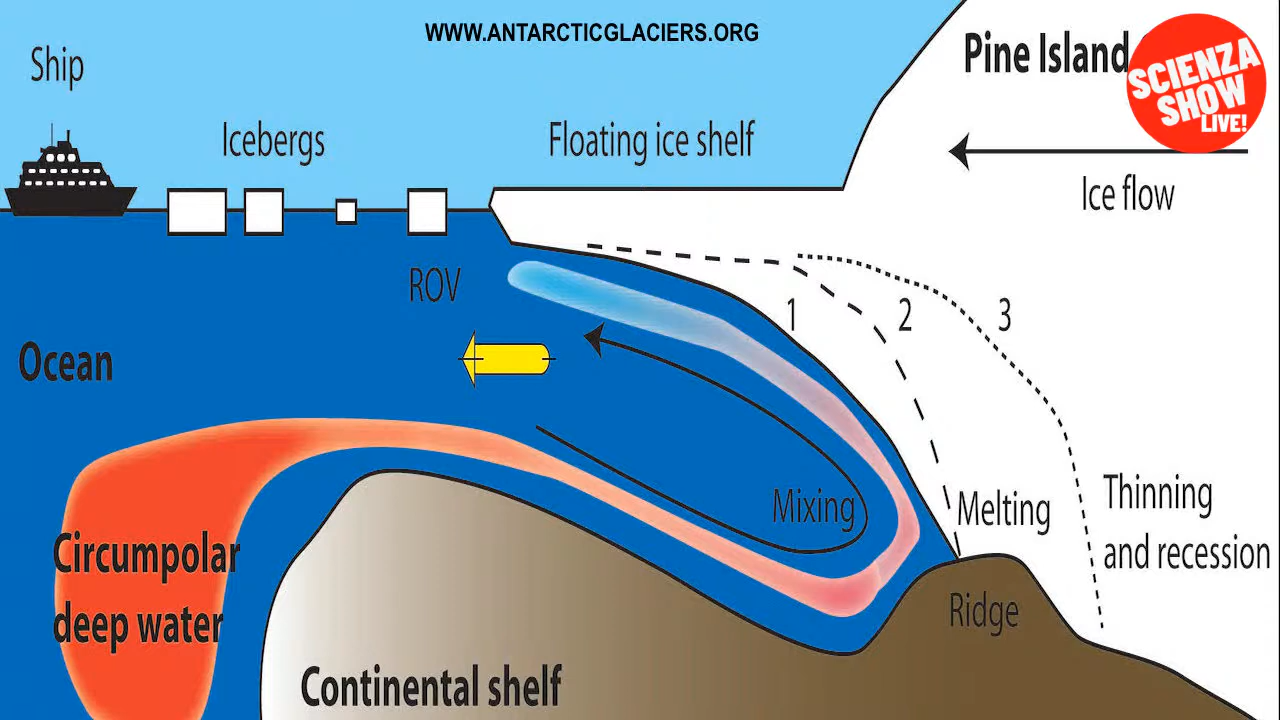 WWW.ANTARCTICGLACIERS.ORG
Pine Island
SCIENZA
SHOW
LIVE!
Ship
Icebergs
Floating ice shelf
Ice flow
ROV
1
2
3
Ocean
Mixing
Melting
Thinning
and recession
Circumpolar
deep water
Ridge
Continental shelf